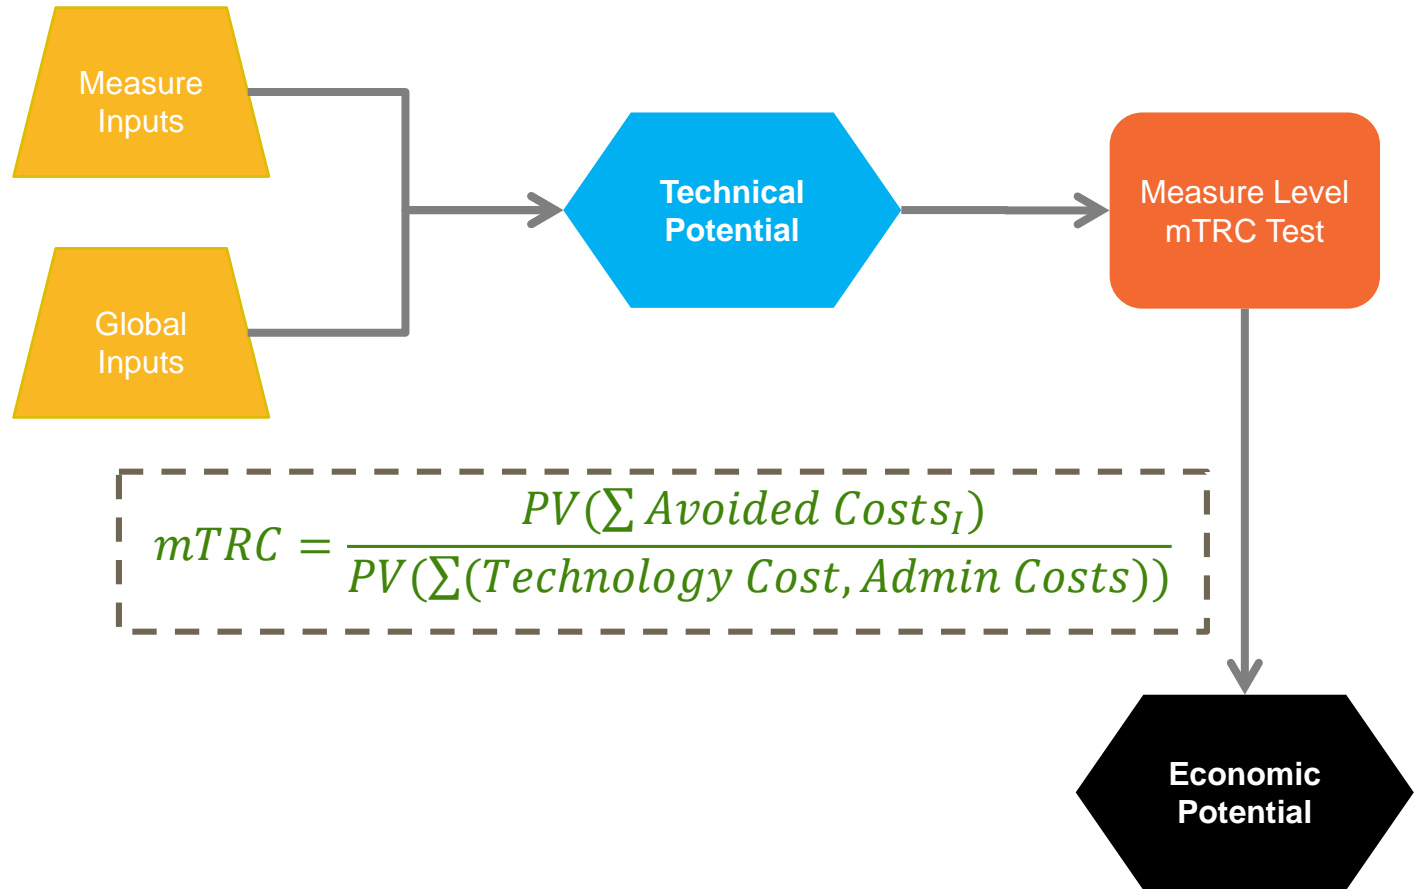 Measure
Inputs
Technical
Potential
Measure Level
mTRC Test
Global
Inputs
mTRC = PV(∑ Avoided Costs_I) / PV(∑(Technology Cost, Admin Costs))
Economic
Potential